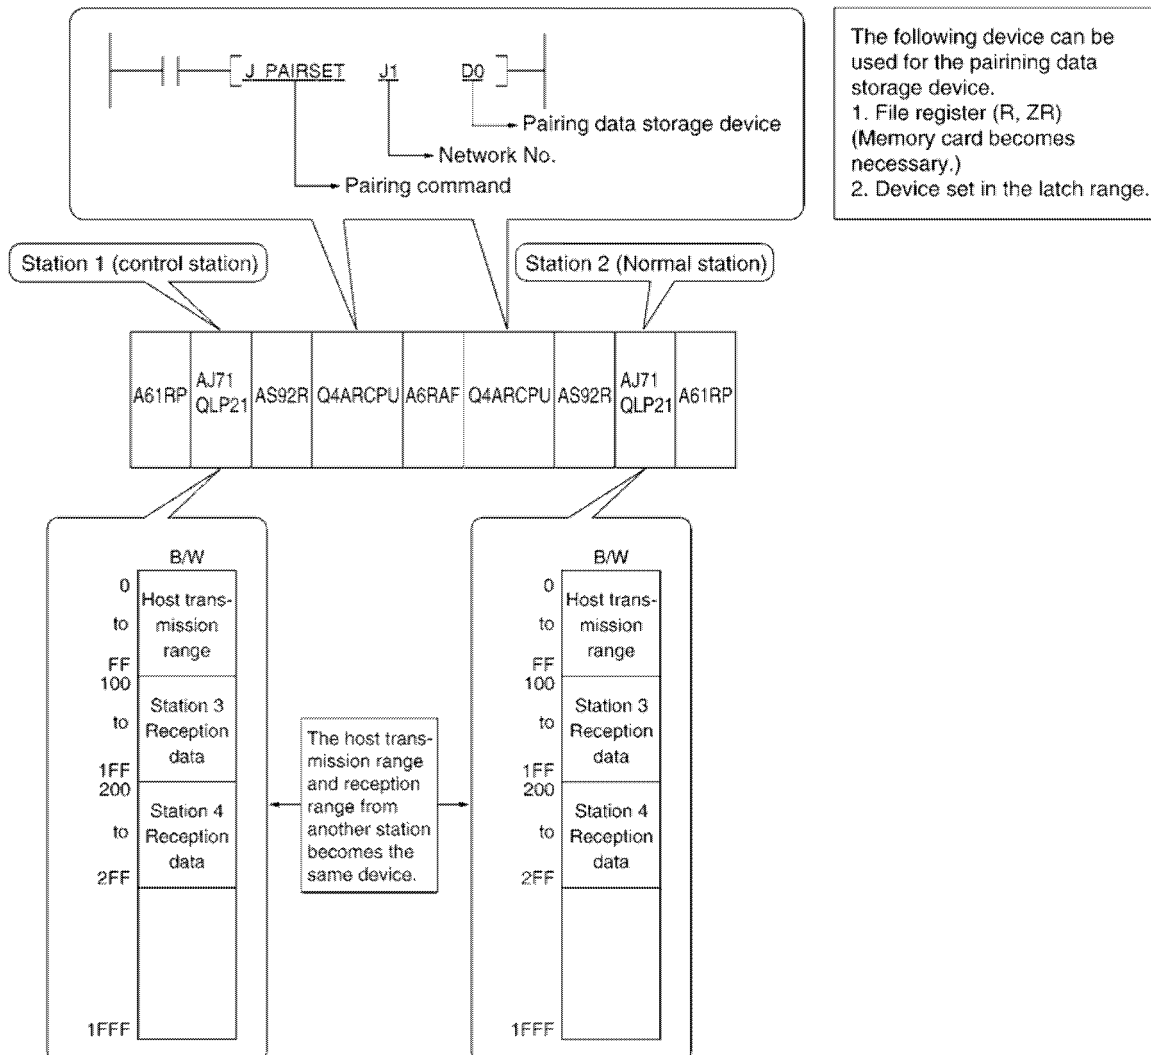 J PAIRSET J1 D0
Pairing data storage device
Network No.
Pairing command
The following device can be
used for the pairining data
storage device.
1. File register (R, ZR)
(Memory card becomes
necessary.)
2. Device set in the latch range.
Station 1 (control station)
Station 2 (Normal station)
A61RP
AJ71
QLP21
AS92R
Q4ARCPU
A6RAF
Q4ARCPU
AS92R
AJ71
QLP21
A61RP
B/W
0
to
FF
Host trans-
mission
range
100
to
1FF
Station 3
Reception
data
200
to
2FF
Station 4
Reception
data
1FFF
The host trans-
mission range
and reception
range from
another station
becomes the
same device.
B/W
0
to
FF
Host trans-
mission
range
100
to
1FF
Station 3
Reception
data
200
to
2FF
Station 4
Reception
data
1FFF